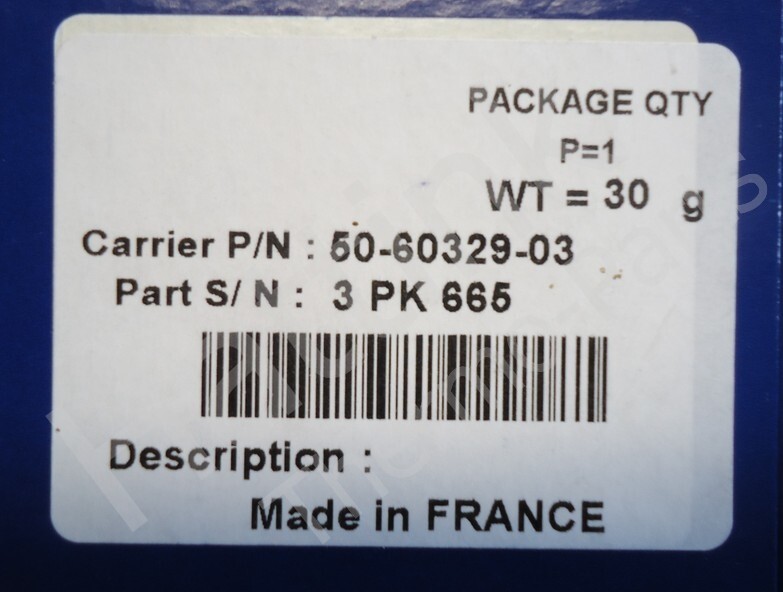 PACKAGE QTY
P=1
WT = 30 g
Carrier P/N : 50-60329-03
Part S/ N : 3 PK 665
Description :
Made in FRANCE